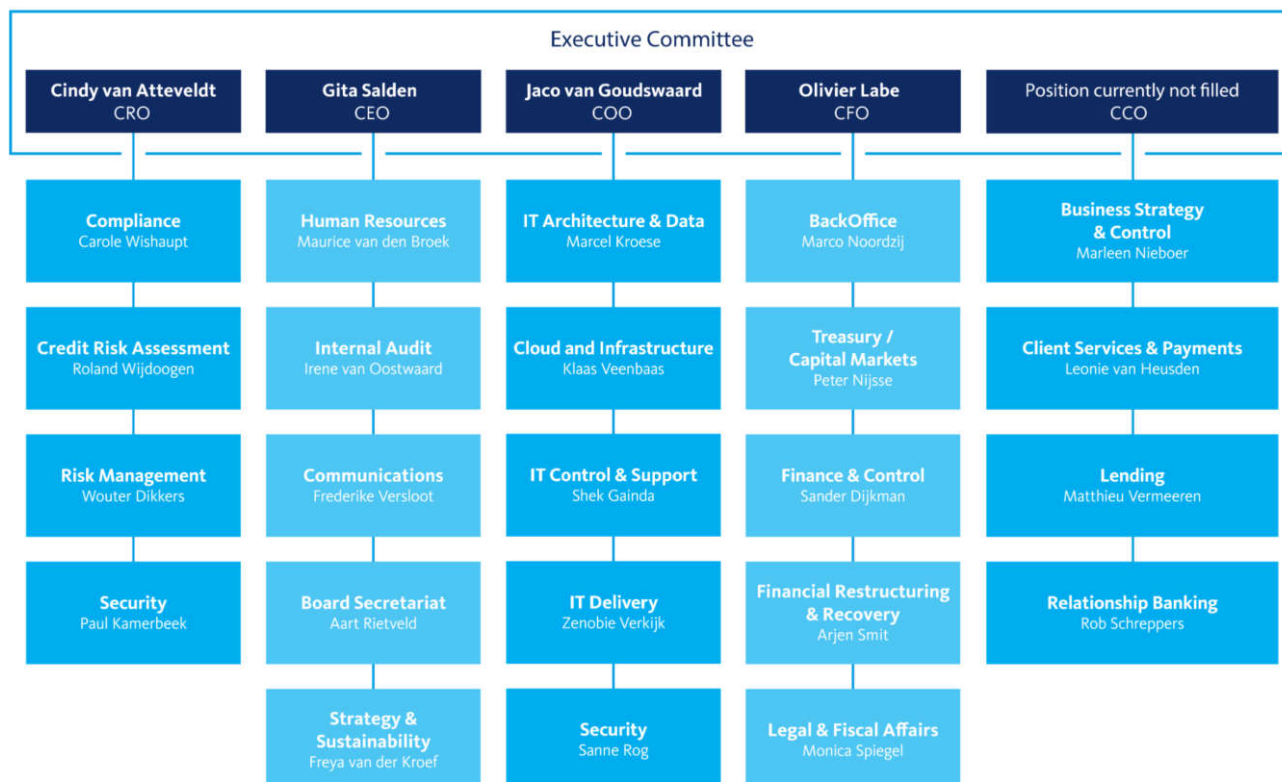 Executive Committee
Cindy van Atteveldt
CRO
Gita Salden
CEO
Jaco van Goudswaard
COO
Olivier Labe
CFO
Position currently not filled
CCO
Compliance
Carole Wishaupt
Human Resources
Maurice van den Broek
IT Architecture & Data
Marcel Kroese
BackOffice
Marco Noordzij
Business Strategy
& Control
Marleen Nieboer
Credit Risk Assessment
Roland Wijdoogen
Internal Audit
Irene van Oostwaard
Cloud and Infrastructure
Klaas Veenbaas
Treasury /
Capital Markets
Peter Nijsse
Client Services & Payments
Leonie van Heusden
Risk Management
Wouter Dikkers
Communications
Frederike Versloot
IT Control & Support
Shek Gainda
Finance & Control
Sander Dijkman
Lending
Matthieu Vermeeren
Security
Paul Kamerbeek
Board Secretariat
Aart Rietveld
IT Delivery
Zenobie Verkijk
Financial Restructuring
& Recovery
Arjen Smit
Relationship Banking
Rob Schreppers
Strategy &
Sustainability
Freya van der Kroef
Security
Sanne Rog
Legal & Fiscal Affairs
Monica Spiegel